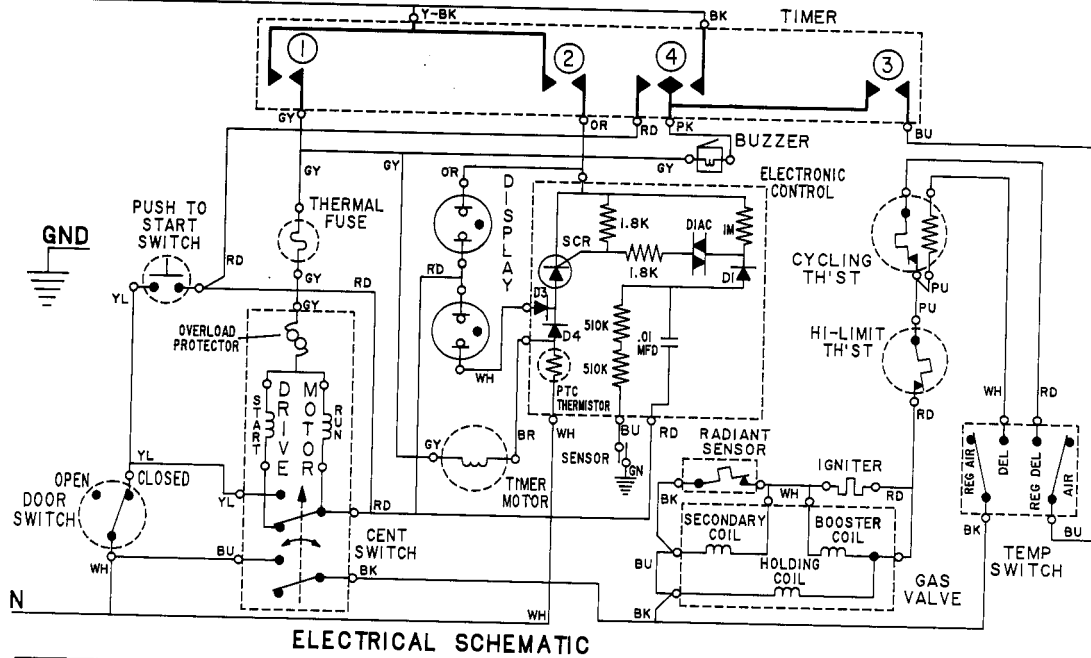 Y-BK
BK
TIMER
1
2
4
3
GY
OR
RD
PK
BU
BUZZER
GY
GY
GY
OR
DISPLAY
ELECTRONIC CONTROL
PUSH TO START SWITCH
THERMAL FUSE
GND
1.8K
DIAC
1M
SCR
1.8K
D1
CYCLING TH'ST
RD
RD
RD
GY
YL
PU
PU
GY
D3
OVERLOAD PROTECTOR
510K
.01 MFD
HI-LIMIT TH'ST
D4
510K
WH
PTC THERMISTOR
WH
RD
RD
DRIVE MOTOR
START
RUN
BR
WH
BU
RD
RADIANT SENSOR
GY
SENSOR
GN
IGNITER
REG AIR
DEL
REG DEL
AIR
YL
OPEN
CLOSED
DOOR SWITCH
TIMER MOTOR
YL
RD
BK
WH
RD
SECONDARY COIL
BOOSTER COIL
BK
BU
CENT SWITCH
TEMP SWITCH
WH
BU
BK
BU
HOLDING COIL
GAS VALVE
N
WH
BK
ELECTRICAL SCHEMATIC